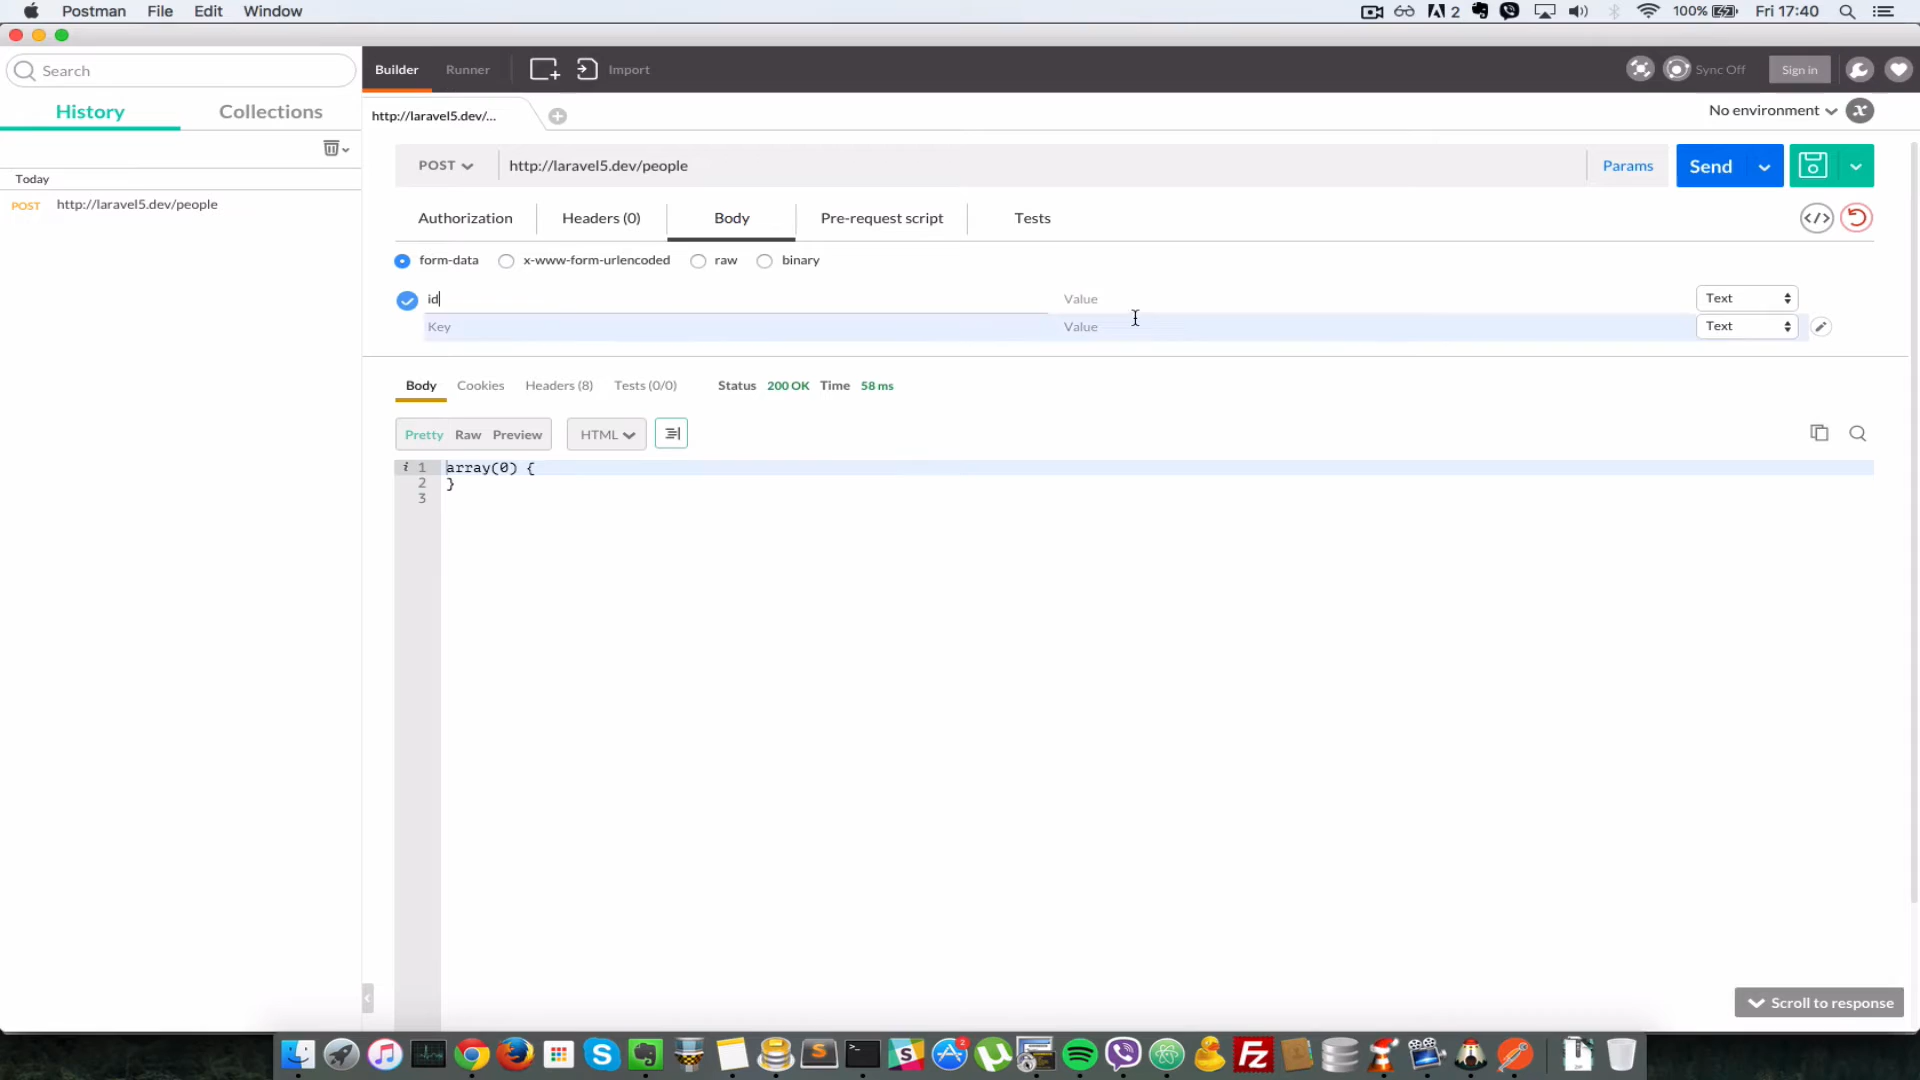 Postman File Edit Window 2 100% Fri 17:40
Search
Builder Runner Import Sync Off Sign in
History Collections
http://laravel5.dev/... No environment
POST http://laravel5.dev/people Params Send
Today
POST http://laravel5.dev/people
Authorization Headers (0) Body Pre-request script Tests
form-data x-www-form-urlencoded raw binary
id Value Text
Key Value Text
Body Cookies Headers (8) Tests (0/0) Status 200 OK Time 58 ms
Pretty Raw Preview HTML
i 1 array(0) {
2 }
3
Scroll to response